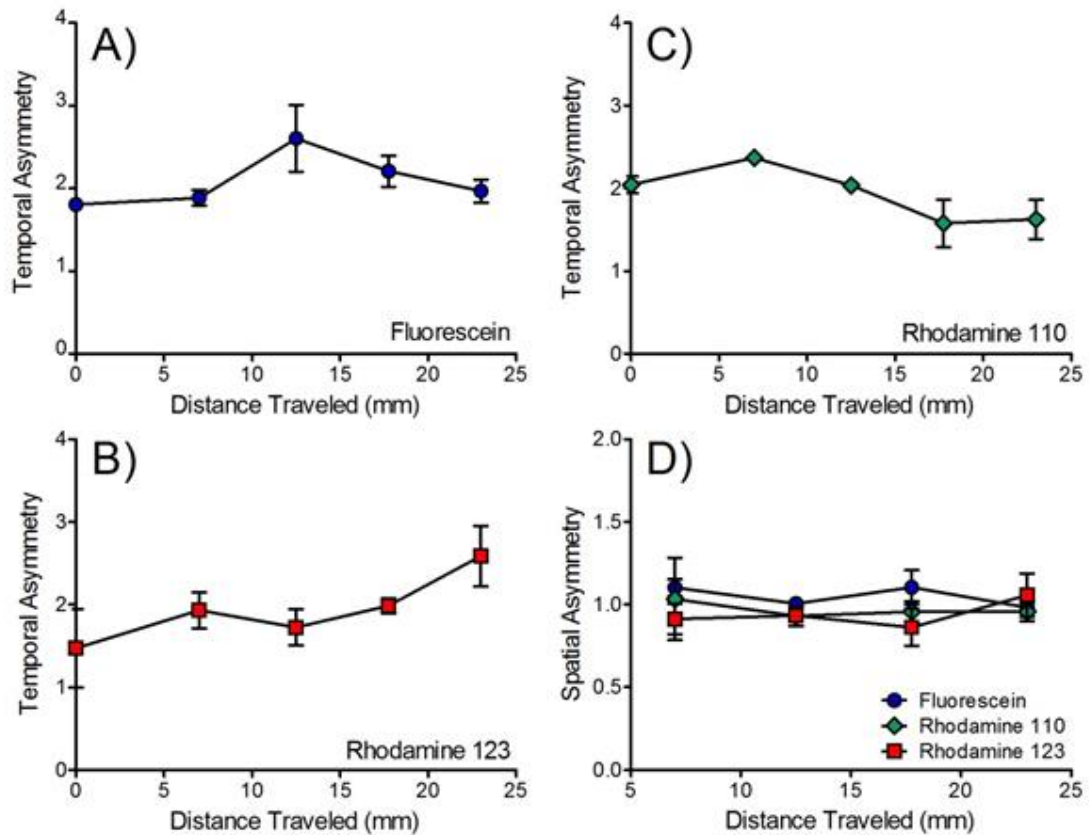 A)
Temporal Asymmetry
4
3
2
1
0
0 5 10 15 20 25
Distance Traveled (mm)
Fluorescein
B)
Temporal Asymmetry
4
3
2
1
0
0 5 10 15 20 25
Distance Traveled (mm)
Rhodamine 123
C)
Temporal Asymmetry
4
3
2
1
0
0 5 10 15 20 25
Distance Traveled (mm)
Rhodamine 110
D)
Spatial Asymmetry
2.0
1.5
1.0
0.5
0.0
5 10 15 20 25
Distance Traveled (mm)
Fluorescein
Rhodamine 110
Rhodamine 123